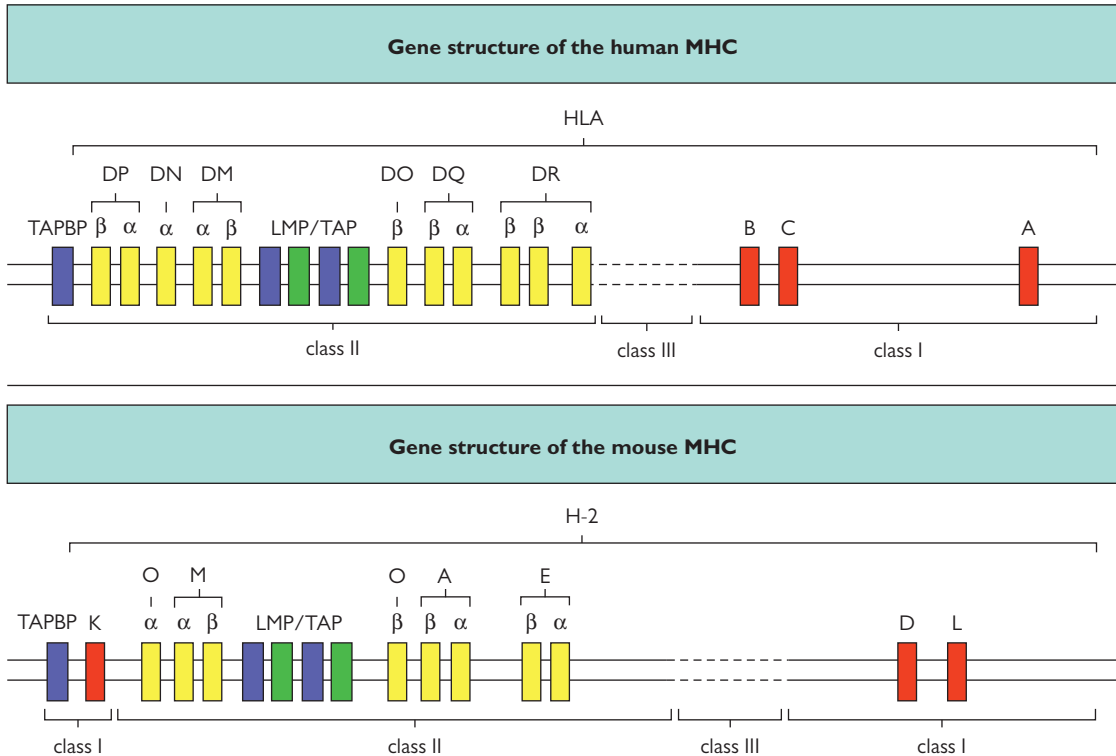 Gene structure of the human MHC
HLA
DP DN DM DO DQ DR
TAPBP β α α α β LMP/TAP β β α β β α B C A
class II class III class I
Gene structure of the mouse MHC
H-2
O M O A E
TAPBP K α α β LMP/TAP β β α β α D L
class I class II class III class I